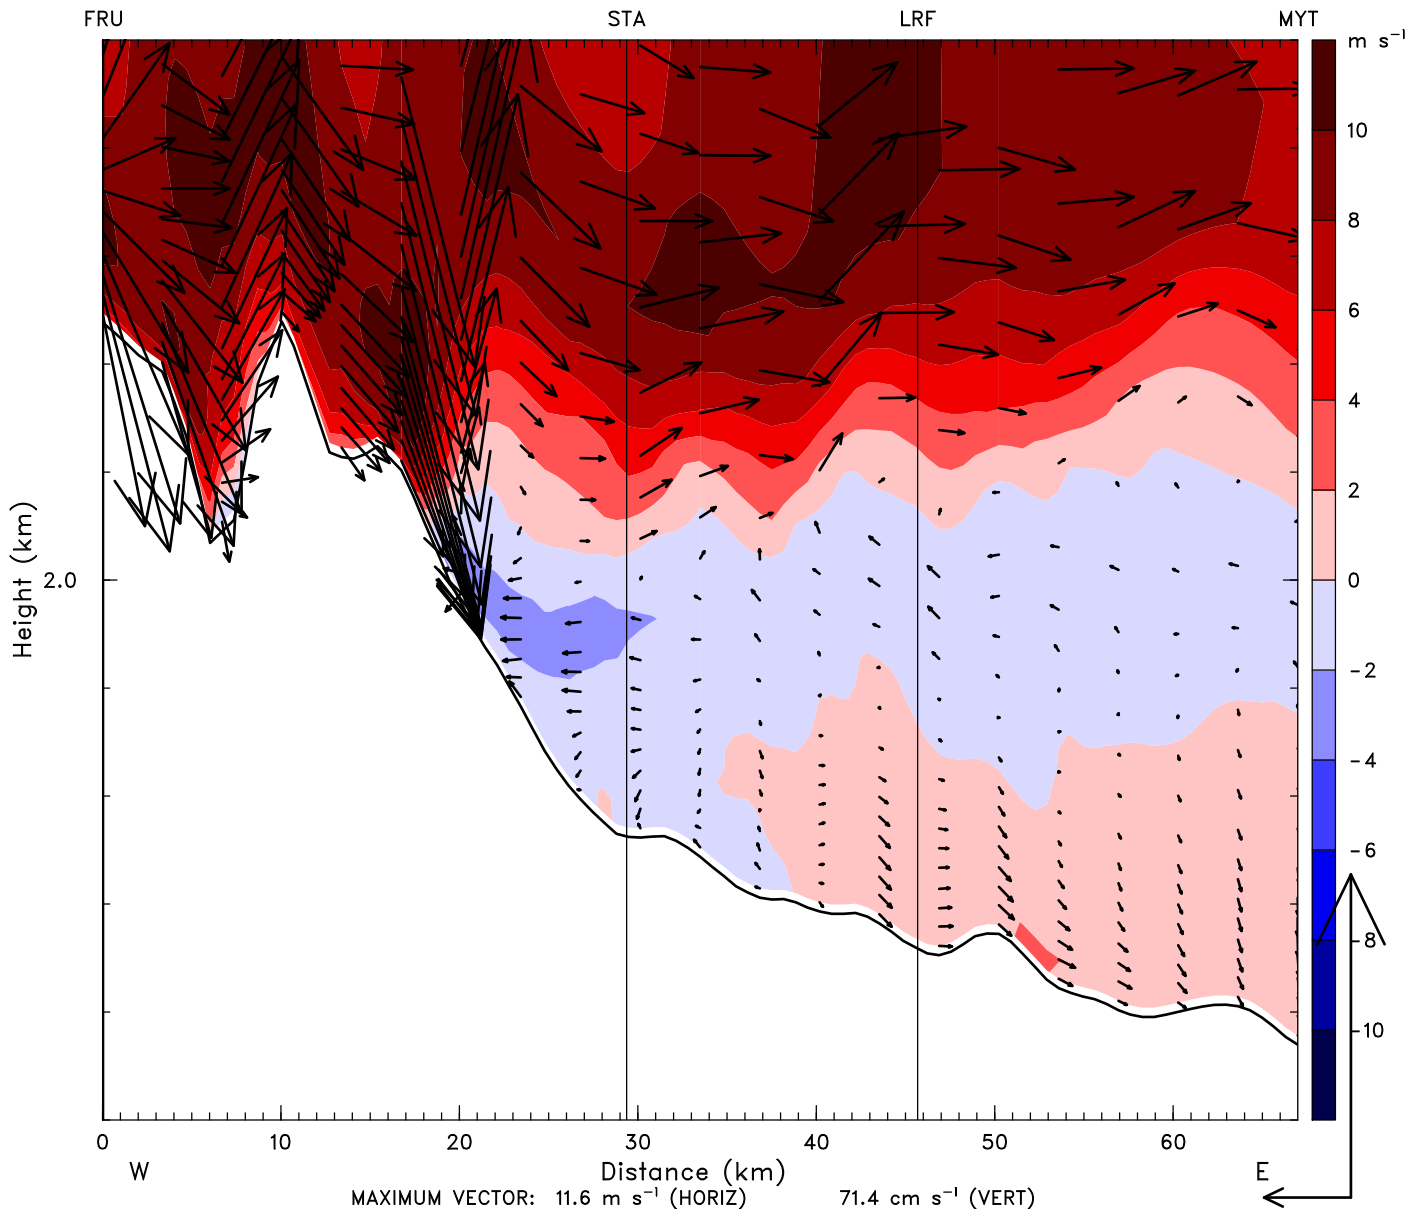 FRU STA LRF MYT
m s⁻¹
10
8
6
4
2
0
-2
-4
-6
-8
-10
Height (km)
2.0
0 10 20 30 40 50 60
W Distance (km) E
MAXIMUM VECTOR: 11.6 m s⁻¹ (HORIZ) 71.4 cm s⁻¹ (VERT)